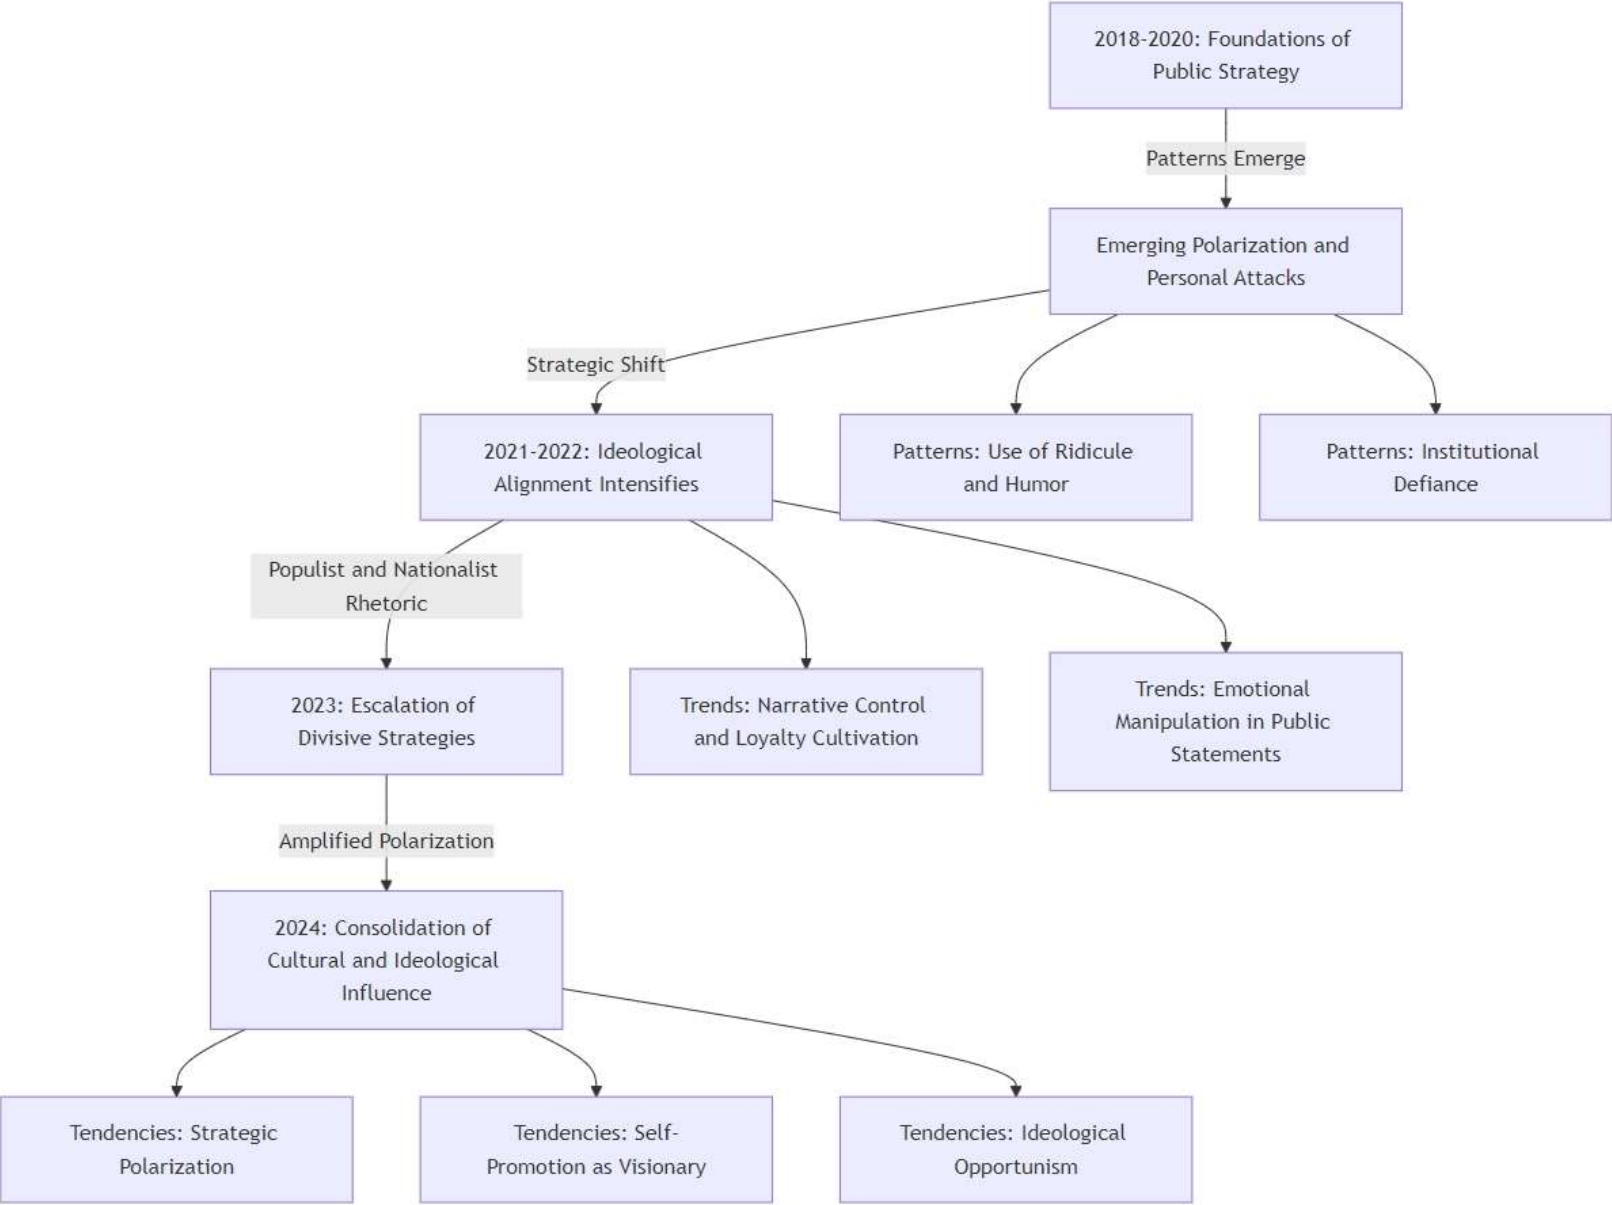 2018-2020: Foundations of
Public Strategy
Patterns Emerge
Emerging Polarization and
Personal Attacks
Strategic Shift
2021-2022: Ideological
Alignment Intensifies
Patterns: Use of Ridicule
and Humor
Patterns: Institutional
Defiance
Populist and Nationalist
Rhetoric
2023: Escalation of
Divisive Strategies
Trends: Narrative Control
and Loyalty Cultivation
Trends: Emotional
Manipulation in Public
Statements
Amplified Polarization
2024: Consolidation of
Cultural and Ideological
Influence
Tendencies: Strategic
Polarization
Tendencies: Self-
Promotion as Visionary
Tendencies: Ideological
Opportunism